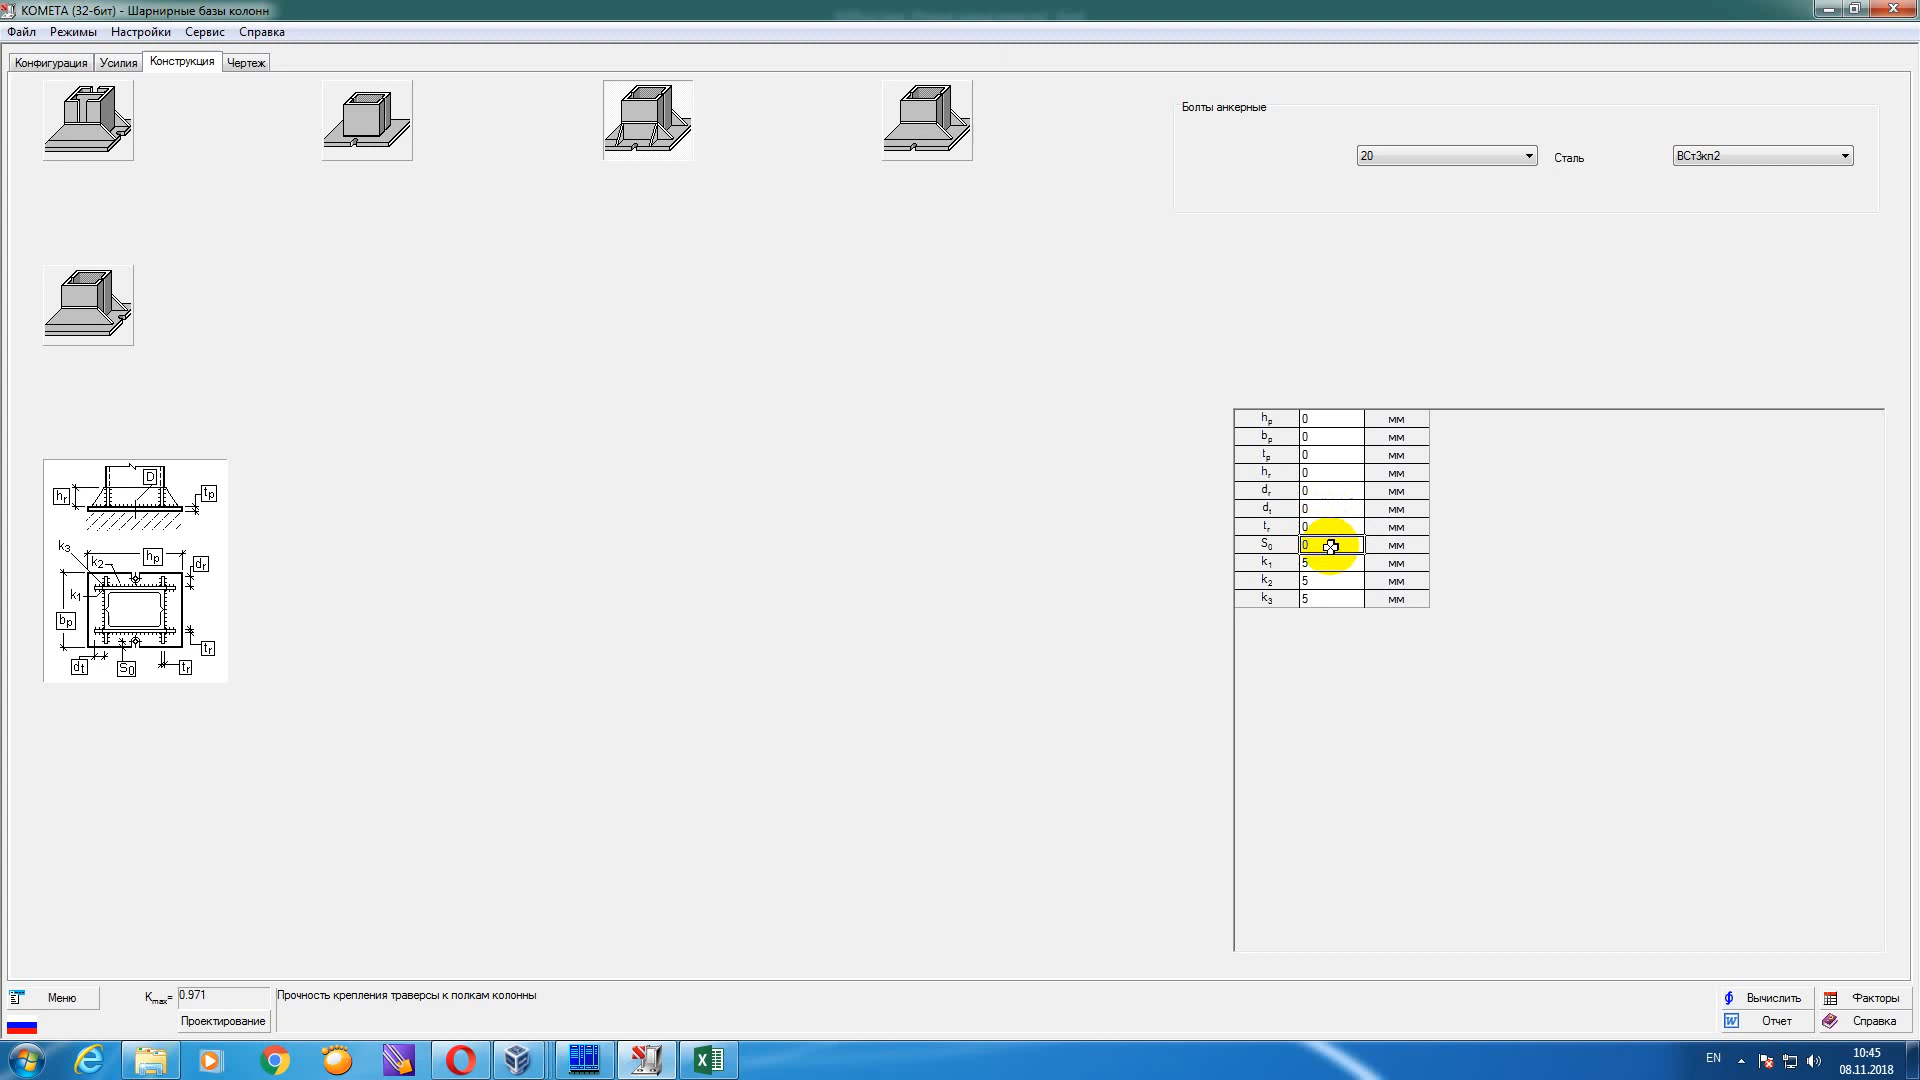 КОМЕТА (32-бит) - Шарнирные базы колонн
Файл Режимы Настройки Сервис Справка
Конфигурация Усилия Конструкция Чертеж
Болты анкерные
20 Сталь ВСт3кп2
hp 0 мм
bp 0 мм
tp 0 мм
hr 0 мм
dr 0 мм
dt 0 мм
tr 0 мм
S0 0 мм
k1 5 мм
k2 5 мм
k3 5 мм
D
hr
tp
k3
hp
k2
dr
k1
bp
tr
dt
S0
tr
Меню
Kmax= 0.971
Прочность крепления траверсы к полкам колонны
Проектирование
Вычислить Факторы
Отчет Справка
EN
10:45
08.11.2018